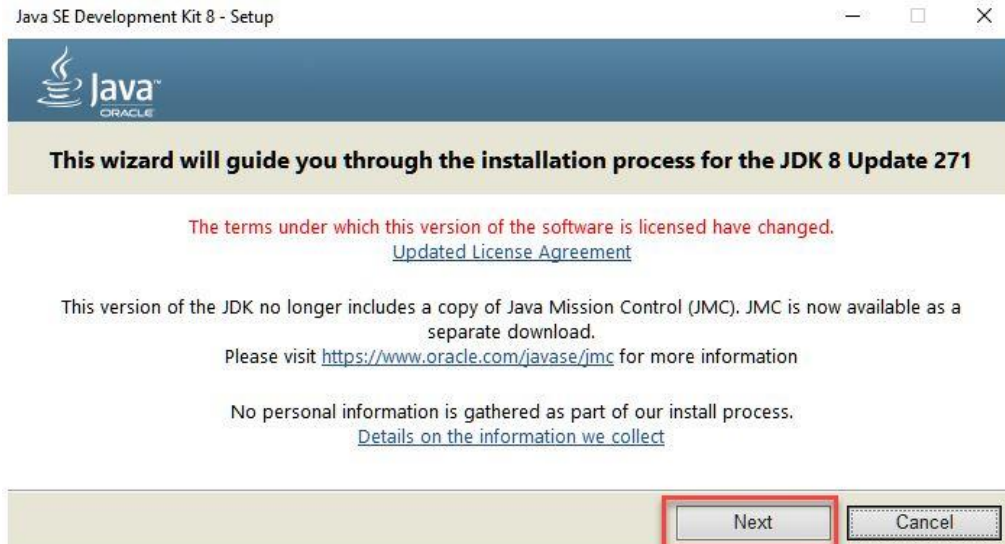 Java SE Development Kit 8 - Setup
Java™
ORACLE
This wizard will guide you through the installation process for the JDK 8 Update 271
The terms under which this version of the software is licensed have changed.
Updated License Agreement
This version of the JDK no longer includes a copy of Java Mission Control (JMC). JMC is now available as a
separate download.
Please visit https://www.oracle.com/javase/jmc for more information
No personal information is gathered as part of our install process.
Details on the information we collect
Next
Cancel